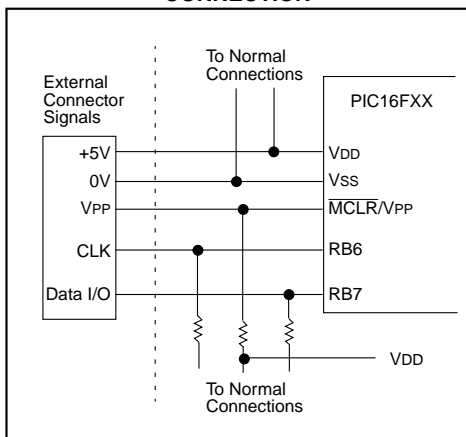 To Normal
Connections
External
Connector
Signals
PIC16FXX
+5V
VDD
0V
VSS
VPP
MCLR/VPP
CLK
RB6
Data I/O
RB7
VDD
To Normal
Connections